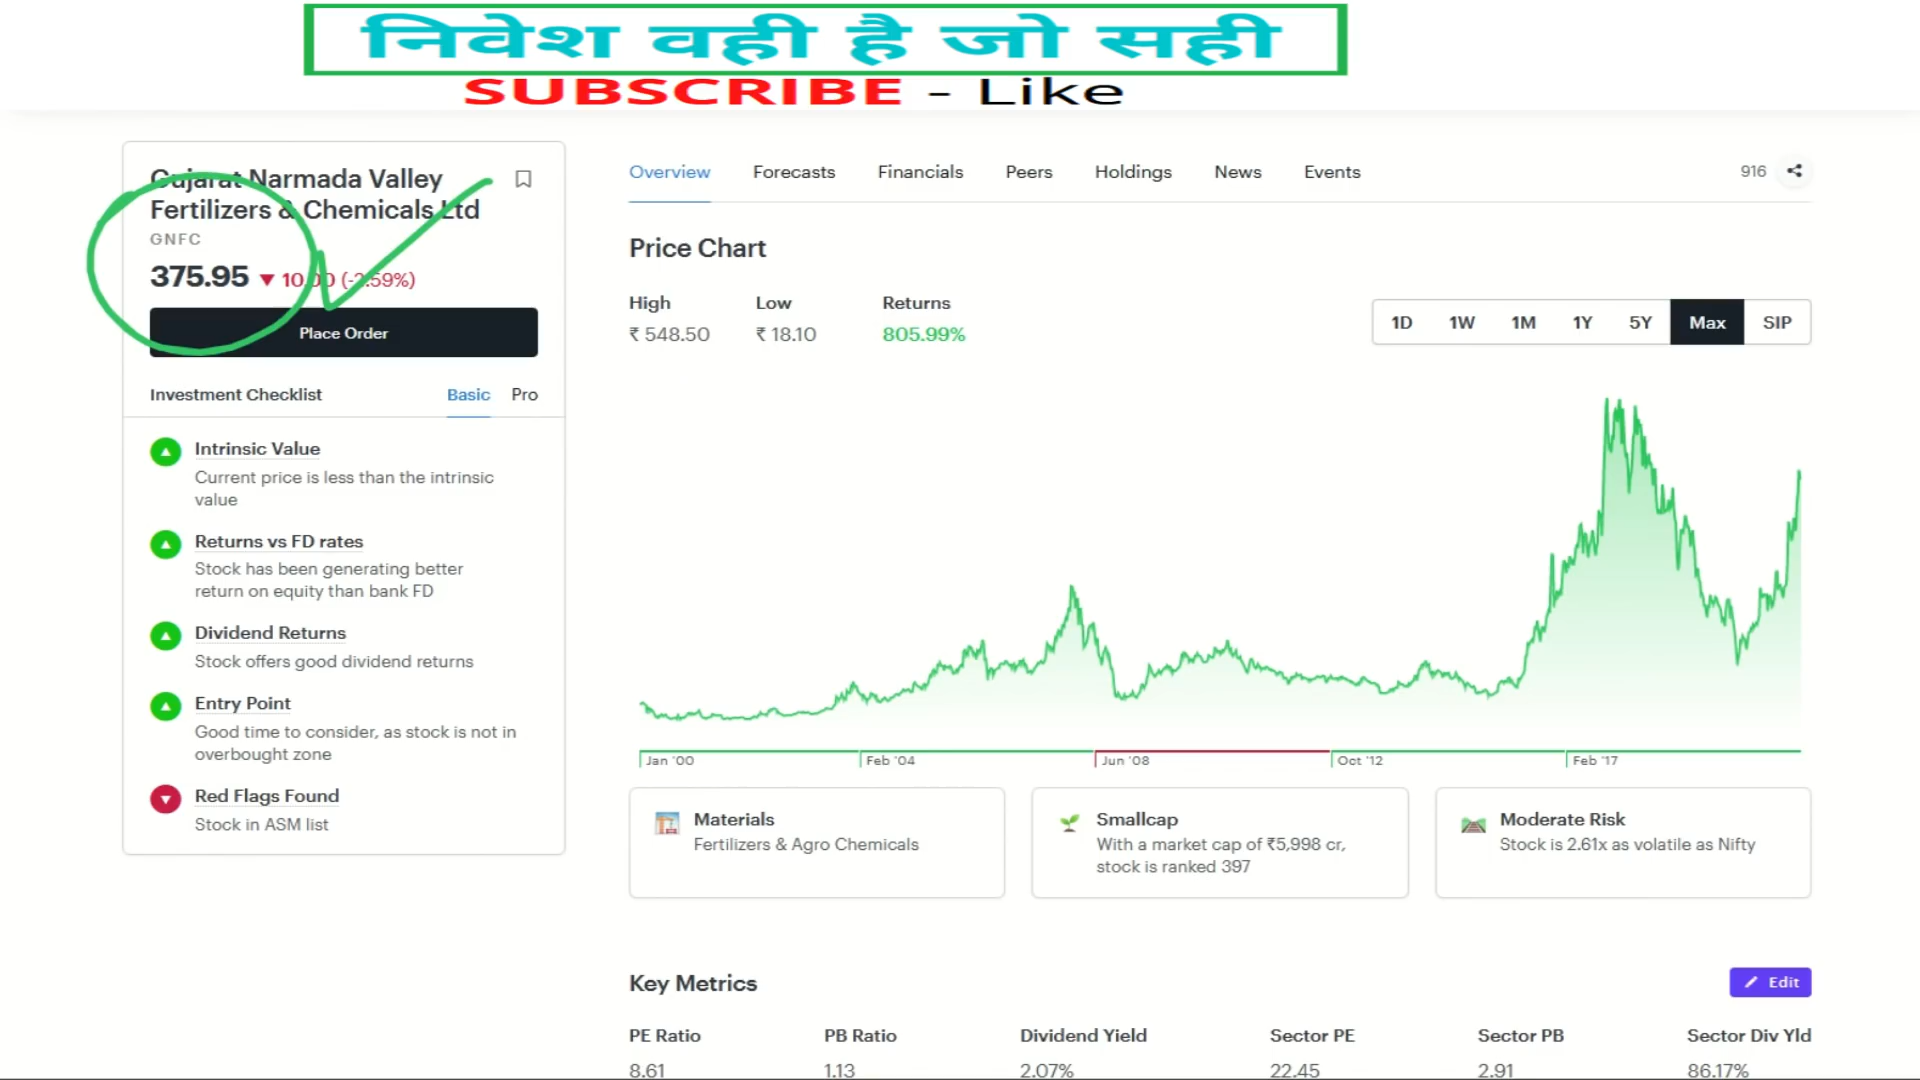 निवेश वही है जो सही
SUBSCRIBE - Like
Gujarat Narmada Valley
Fertilizers & Chemicals Ltd
GNFC
375.95 ▼ 10.00 (-2.59%)
Place Order
Investment Checklist Basic Pro
Intrinsic Value
Current price is less than the intrinsic
value
Returns vs FD rates
Stock has been generating better
return on equity than bank FD
Dividend Returns
Stock offers good dividend returns
Entry Point
Good time to consider, as stock is not in
overbought zone
Red Flags Found
Stock in ASM list
Overview Forecasts Financials Peers Holdings News Events 916
Price Chart
High Low Returns
₹ 548.50 ₹ 18.10 805.99%
1D 1W 1M 1Y 5Y Max SIP
Jan '00 Feb '04 Jun '08 Oct '12 Feb '17
Materials
Fertilizers & Agro Chemicals
Smallcap
With a market cap of ₹5,998 cr,
stock is ranked 397
Moderate Risk
Stock is 2.61x as volatile as Nifty
Key Metrics Edit
PE Ratio PB Ratio Dividend Yield Sector PE Sector PB Sector Div Yld
8.61 1.13 2.07% 22.45 2.91 86.17%